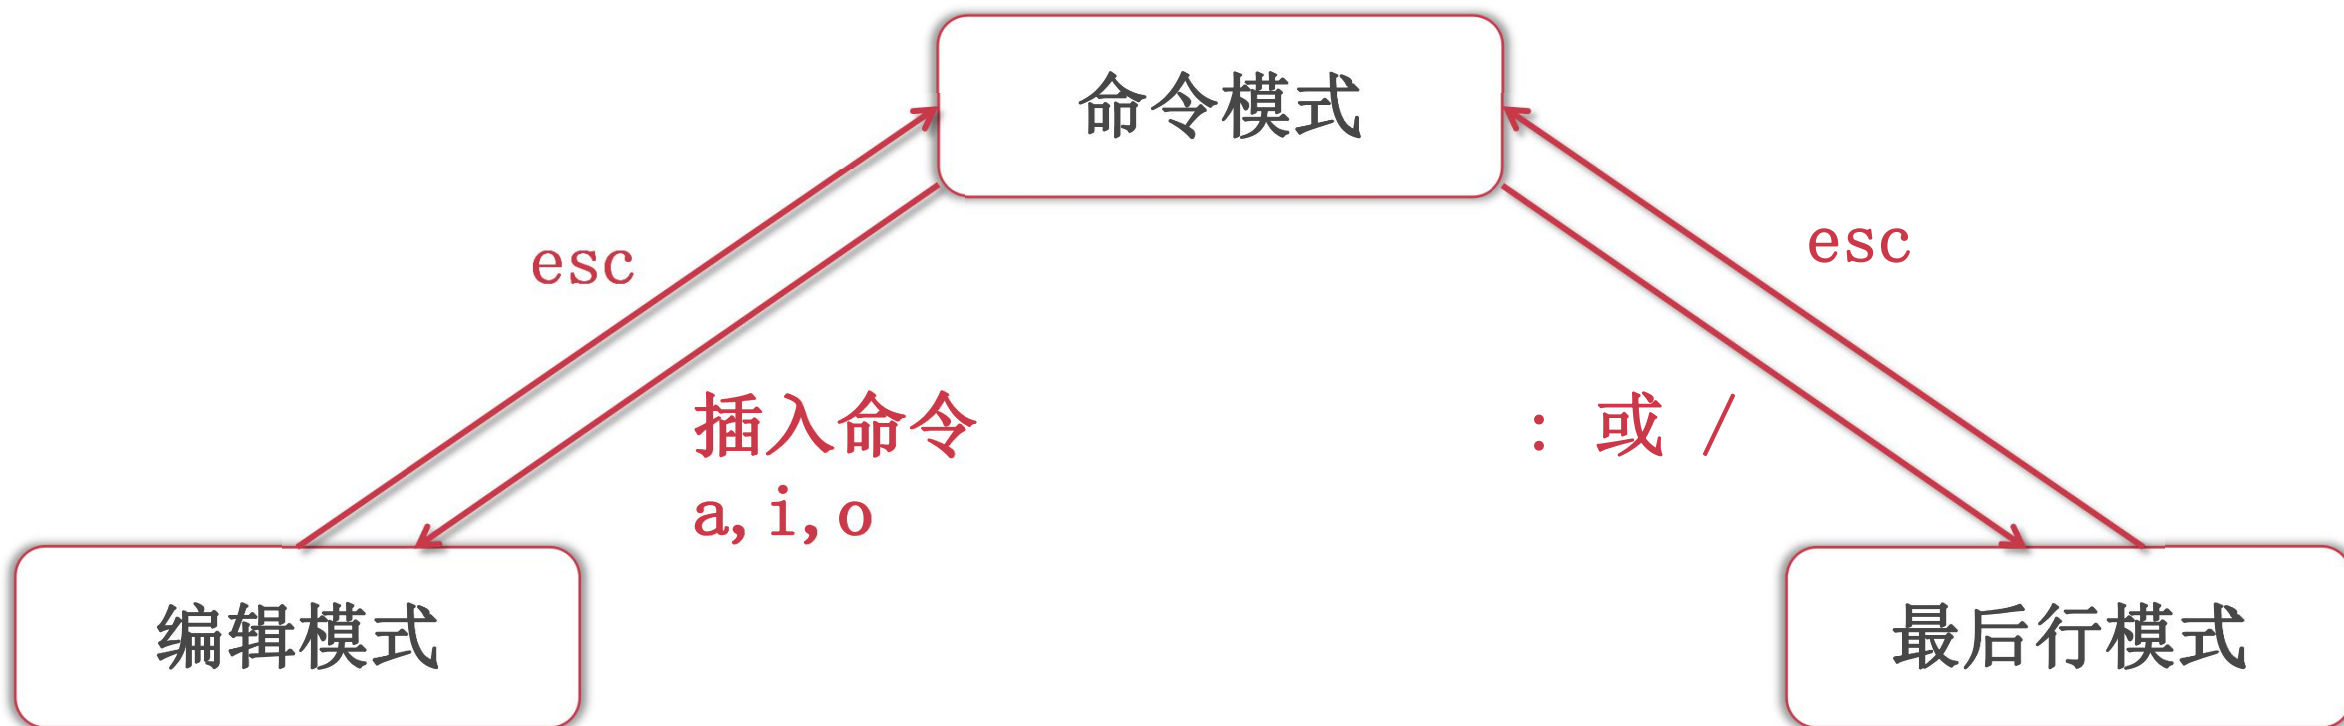 命令模式
esc
esc
插入命令
a,i,o
: 或 /
编辑模式
最后行模式